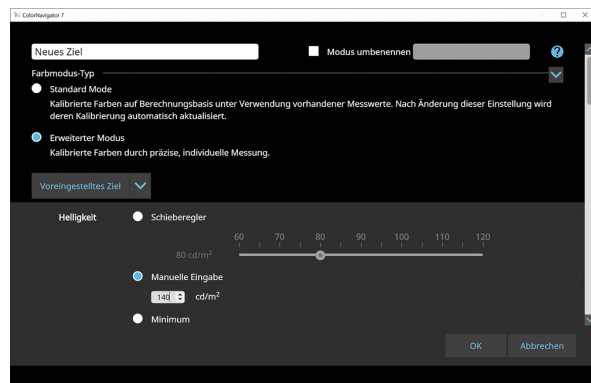 ColorNavigator 7
Neues Ziel
Modus umbenennen
?
Farbmodus-Typ
Standard Mode
Kalibrierte Farben auf Berechnungsbasis unter Verwendung vorhandener Messwerte. Nach Änderung dieser Einstellung wird
deren Kalibrierung automatisch aktualisiert.
Erweiterter Modus
Kalibrierte Farben durch präzise, individuelle Messung.
Voreingestelltes Ziel
Helligkeit
Schieberegler
60 70 80 90 100 110 120
80 cd/m²
Manuelle Eingabe
140 cd/m²
Minimum
OK Abbrechen